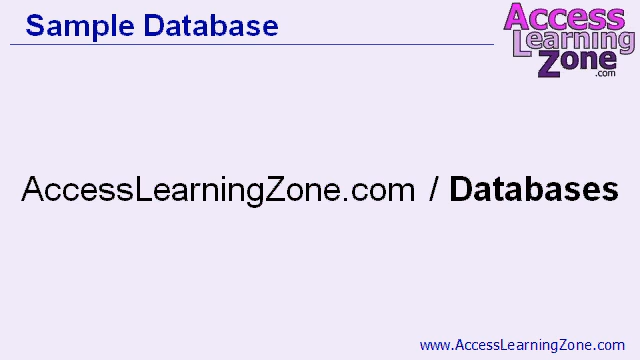 Sample Database
Access
Learning
Zone
.com
AccessLearningZone.com / Databases
www.AccessLearningZone.com